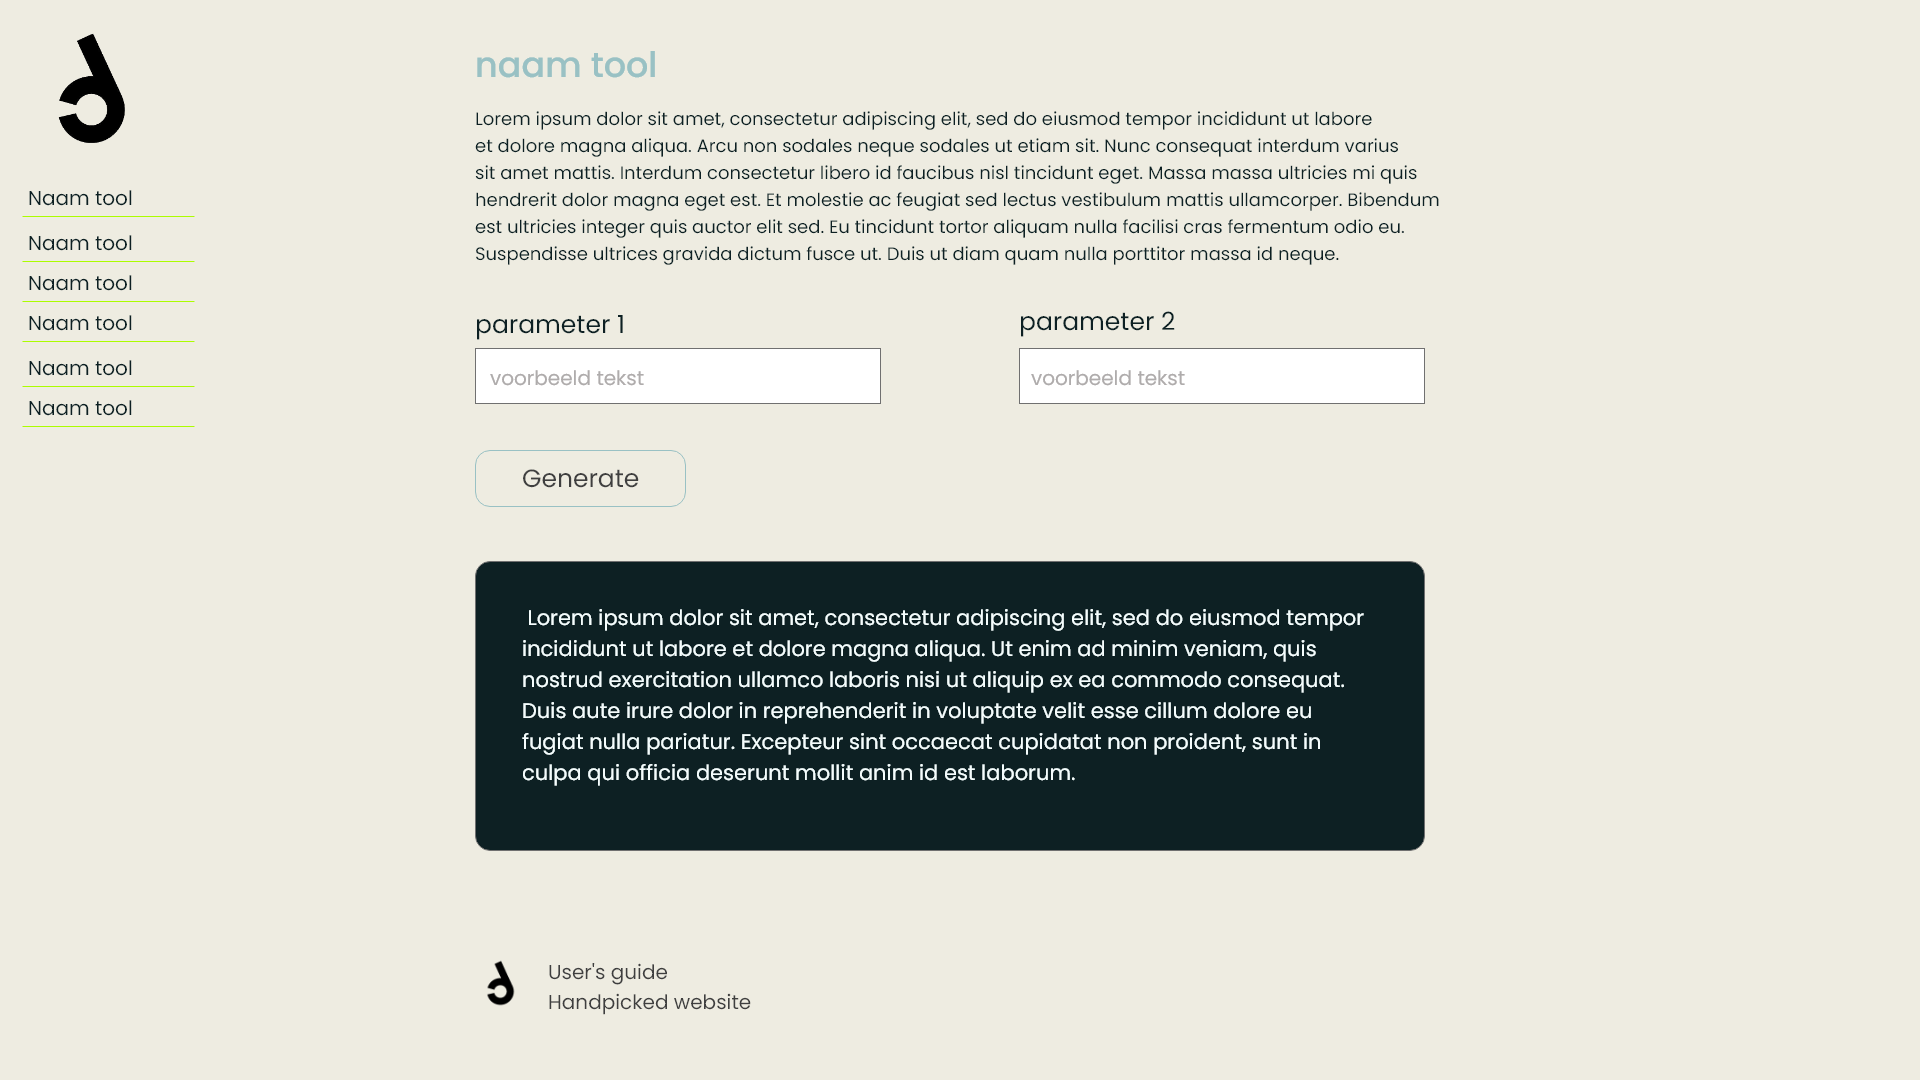 Naam tool
Naam tool
Naam tool
Naam tool
Naam tool
Naam tool
naam tool
Lorem ipsum dolor sit amet, consectetur adipiscing elit, sed do eiusmod tempor incididunt ut labore
et dolore magna aliqua. Arcu non sodales neque sodales ut etiam sit. Nunc consequat interdum varius
sit amet mattis. Interdum consectetur libero id faucibus nisl tincidunt eget. Massa massa ultricies mi quis
hendrerit dolor magna eget est. Et molestie ac feugiat sed lectus vestibulum mattis ullamcorper. Bibendum
est ultricies integer quis auctor elit sed. Eu tincidunt tortor aliquam nulla facilisi cras fermentum odio eu.
Suspendisse ultrices gravida dictum fusce ut. Duis ut diam quam nulla porttitor massa id neque.
parameter 1
voorbeeld tekst
parameter 2
voorbeeld tekst
Generate
Lorem ipsum dolor sit amet, consectetur adipiscing elit, sed do eiusmod tempor
incididunt ut labore et dolore magna aliqua. Ut enim ad minim veniam, quis
nostrud exercitation ullamco laboris nisi ut aliquip ex ea commodo consequat.
Duis aute irure dolor in reprehenderit in voluptate velit esse cillum dolore eu
fugiat nulla pariatur. Excepteur sint occaecat cupidatat non proident, sunt in
culpa qui officia deserunt mollit anim id est laborum.
User's guide
Handpicked website